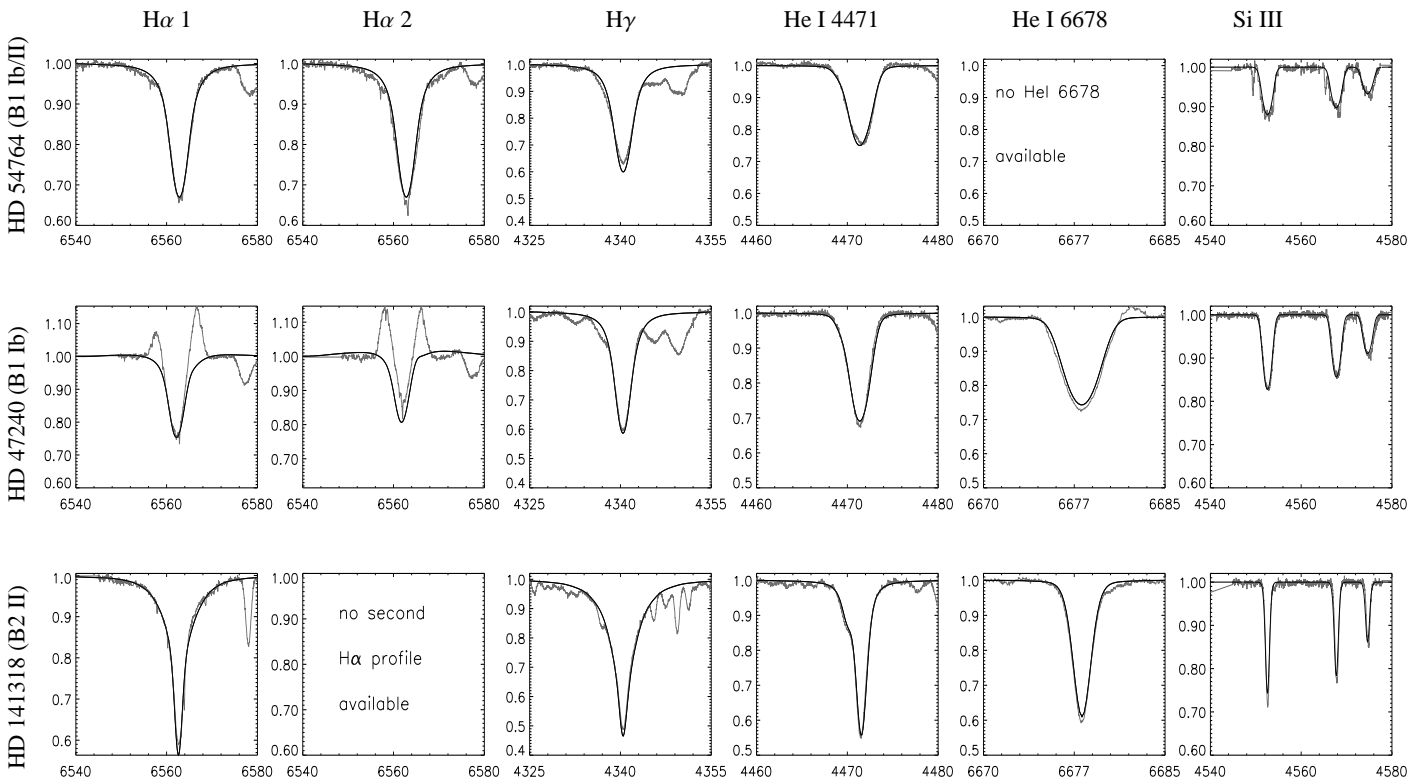 Hα 1 Hα 2 Hγ He I 4471 He I 6678 Si III
HD 54764 (B1 Ib/II)
1.00 0.90 0.80 0.70 0.60
6540 6560 6580
1.0 0.9 0.8 0.7 0.6
6540 6560 6580
1.0 0.9 0.8 0.7 0.6 0.5 0.4
4325 4340 4355
1.0 0.9 0.8 0.7 0.6 0.5
4460 4470 4480
1.0 0.9 0.8 0.7 0.6 0.5
no HeI 6678
available
6670 6677 6685
1.00 0.90 0.80 0.70 0.60
4540 4560 4580
HD 47240 (B1 Ib)
1.10 1.00 0.90 0.80 0.70 0.60
6540 6560 6580
1.10 1.00 0.90 0.80 0.70
6540 6560 6580
1.0 0.9 0.8 0.7 0.6 0.5 0.4
4325 4340 4355
1.0 0.9 0.8 0.7 0.6 0.5
4460 4470 4480
1.0 0.9 0.8 0.7 0.6 0.5
6670 6677 6685
1.00 0.90 0.80 0.70 0.60
4540 4560 4580
HD 141318 (B2 II)
1.0 0.9 0.8 0.7 0.6
6540 6560 6580
1.00 0.90 0.80 0.70 0.60
no second
Hα profile
available
6540 6560 6580
1.0 0.9 0.8 0.7 0.6 0.5 0.4
4325 4340 4355
1.0 0.9 0.8 0.7 0.6 0.5
4460 4470 4480
1.0 0.9 0.8 0.7 0.6 0.5
6670 6677 6685
1.00 0.90 0.80 0.70 0.60
4540 4560 4580